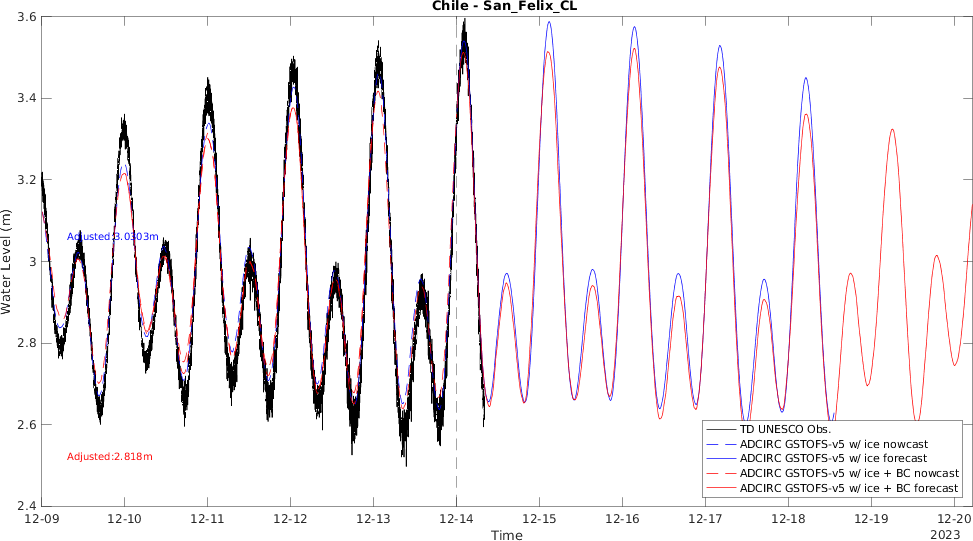 Chile - San_Felix_CL
3.6
3.4
3.2
3
2.8
2.6
2.4
Water Level (m)
Adjusted:3.0303m
Adjusted:2.818m
TD UNESCO Obs.
ADCIRC GSTOFS-v5 w/ ice nowcast
ADCIRC GSTOFS-v5 w/ ice forecast
ADCIRC GSTOFS-v5 w/ ice + BC nowcast
ADCIRC GSTOFS-v5 w/ ice + BC forecast
12-09 12-10 12-11 12-12 12-13 12-14 12-15 12-16 12-17 12-18 12-19 12-20
Time
2023